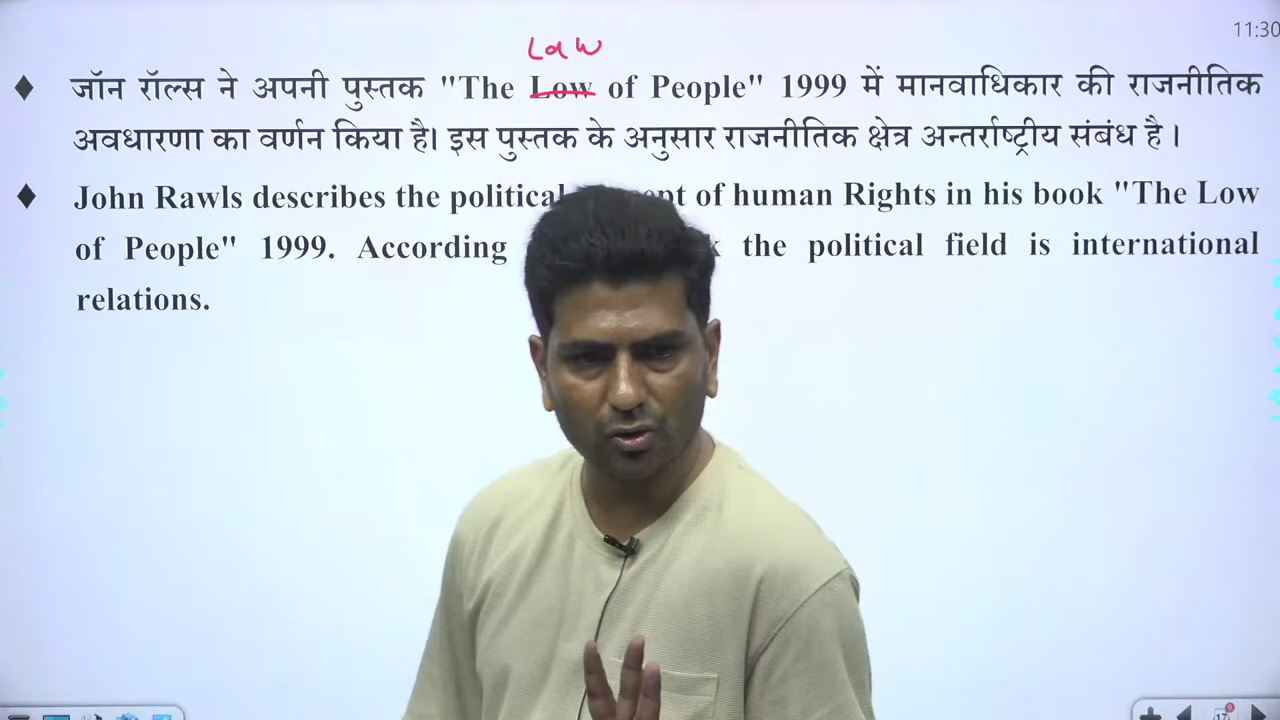 11:30
Law
♦ जॉन रॉल्स ने अपनी पुस्तक "The Low of People" 1999 में मानवाधिकार की राजनीतिक
अवधारणा का वर्णन किया है। इस पुस्तक के अनुसार राजनीतिक क्षेत्र अन्तर्राष्ट्रीय संबंध है।
♦ John Rawls describes the political of human Rights in his book "The Low
of People" 1999. According the political field is international
relations.